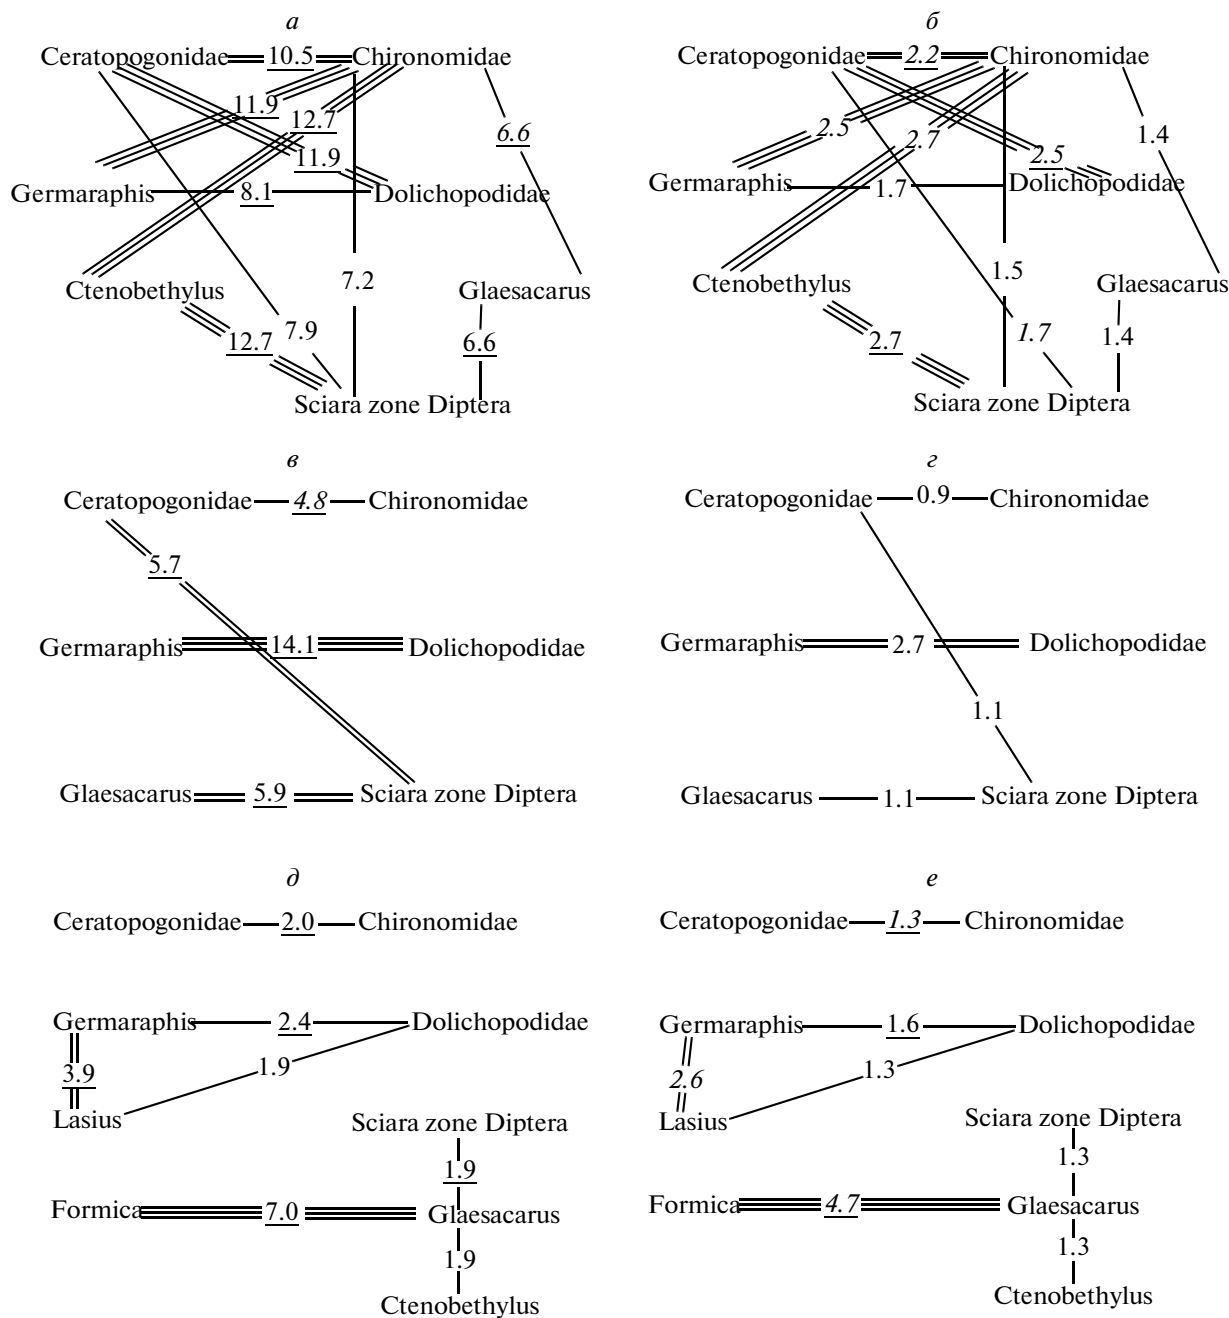 а
Ceratopogonidae 10.5 Chironomidae
11.9
12.7
6.6
11.9
Germaraphis 8.1 Dolichopodidae
7.2
Ctenobethylus Glaesacarus
7.9
12.7 6.6
Sciara zone Diptera
б
Ceratopogonidae 2.2 Chironomidae
2.5
2.7
1.4
2.5
Germaraphis 1.7 Dolichopodidae
1.5
Ctenobethylus Glaesacarus
1.7
2.7 1.4
Sciara zone Diptera
в
Ceratopogonidae 4.8 Chironomidae
5.7
Germaraphis 14.1 Dolichopodidae
Glaesacarus 5.9 Sciara zone Diptera
г
Ceratopogonidae 0.9 Chironomidae
Germaraphis 2.7 Dolichopodidae
1.1
Glaesacarus 1.1 Sciara zone Diptera
д
Ceratopogonidae 2.0 Chironomidae
Germaraphis 2.4 Dolichopodidae
3.9 1.9
Lasius
Sciara zone Diptera
1.9
Formica 7.0 Glaesacarus
1.9
Ctenobethylus
е
Ceratopogonidae 1.3 Chironomidae
Germaraphis 1.6 Dolichopodidae
2.6 1.3
Lasius
Sciara zone Diptera
1.3
Formica 4.7 Glaesacarus
1.3
Ctenobethylus